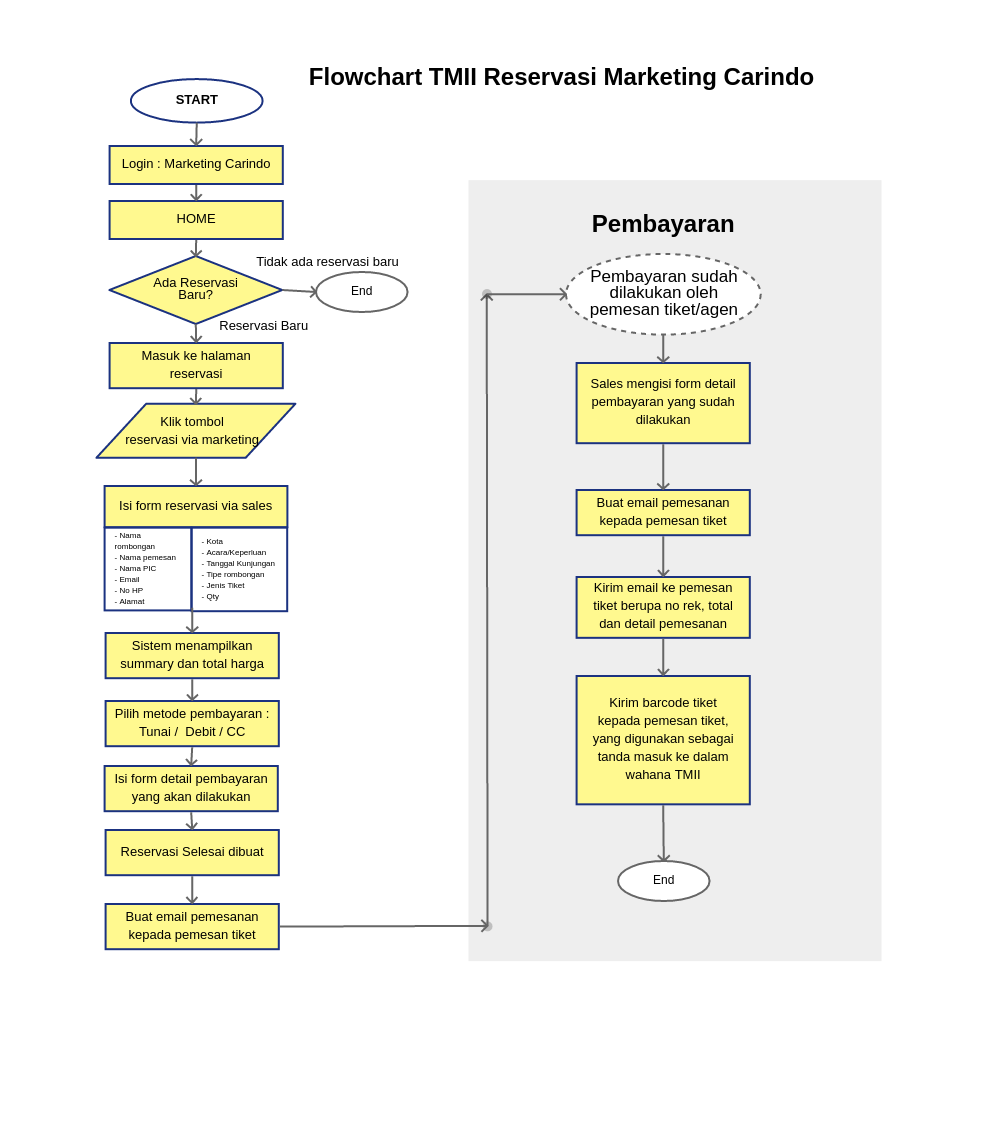 Flowchart TMII Reservasi Marketing Carindo
START
Login : Marketing Carindo
HOME
Tidak ada reservasi baru
Ada Reservasi
Baru?
End
Reservasi Baru
Masuk ke halaman
reservasi
Klik tombol
reservasi via marketing
Isi form reservasi via sales
- Nama
rombongan
- Nama pemesan
- Nama PIC
- Email
- No HP
- Alamat
- Kota
- Acara/Keperluan
- Tanggal Kunjungan
- Tipe rombongan
- Jenis Tiket
- Qty
Sistem menampilkan
summary dan total harga
Pilih metode pembayaran :
Tunai / Debit / CC
Isi form detail pembayaran
yang akan dilakukan
Reservasi Selesai dibuat
Buat email pemesanan
kepada pemesan tiket
Pembayaran
Pembayaran sudah
dilakukan oleh
pemesan tiket/agen
Sales mengisi form detail
pembayaran yang sudah
dilakukan
Buat email pemesanan
kepada pemesan tiket
Kirim email ke pemesan
tiket berupa no rek, total
dan detail pemesanan
Kirim barcode tiket
kepada pemesan tiket,
yang digunakan sebagai
tanda masuk ke dalam
wahana TMII
End